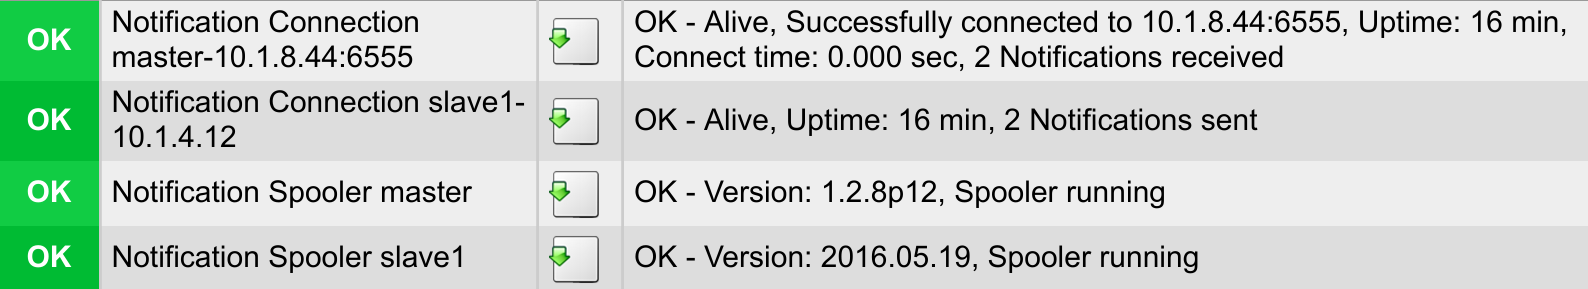 OK
Notification Connection
master-10.1.8.44:6555
OK - Alive, Successfully connected to 10.1.8.44:6555, Uptime: 16 min,
Connect time: 0.000 sec, 2 Notifications received
OK
Notification Connection slave1-
10.1.4.12
OK - Alive, Uptime: 16 min, 2 Notifications sent
OK
Notification Spooler master
OK - Version: 1.2.8p12, Spooler running
OK
Notification Spooler slave1
OK - Version: 2016.05.19, Spooler running